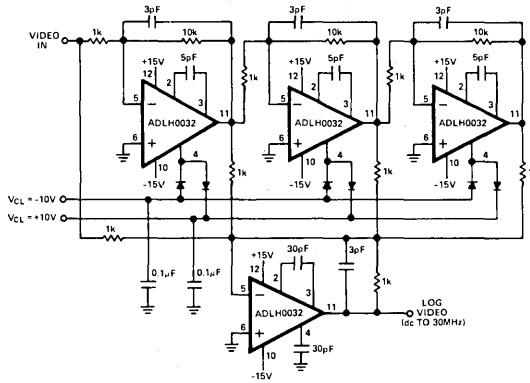 3pF
3pF
3pF
VIDEO
IN
1k
10k
10k
10k
+15V
12
5pF
2
3
5
−
ADLH0032
11
6
+
4
10
-15V
1k
+15V
12
5pF
2
3
5
−
ADLH0032
11
6
+
4
10
-15V
1k
+15V
12
5pF
2
3
5
−
ADLH0032
11
6
+
4
10
-15V
1k
1k
1k
VCL = -10V
VCL = +10V
1k
0.1µF
0.1µF
+15V
12
30pF
2
3
5
−
ADLH0032
11
6
+
4
10
-15V
30pF
3pF
1k
LOG
VIDEO
(dc TO 30MHz)